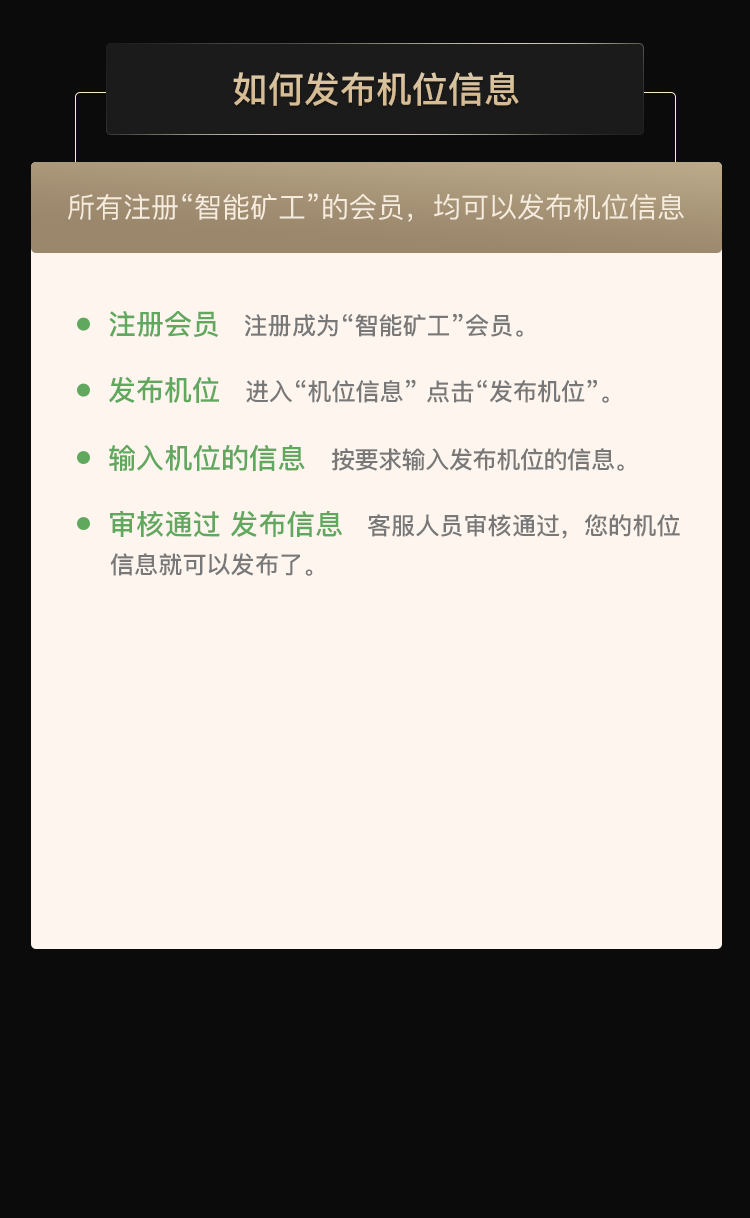 如何发布机位信息
所有注册“智能矿工”的会员，均可以发布机位信息
注册会员 注册成为“智能矿工”会员。
发布机位 进入“机位信息” 点击“发布机位”。
输入机位的信息 按要求输入发布机位的信息。
审核通过 发布信息 客服人员审核通过，您的机位
信息就可以发布了。